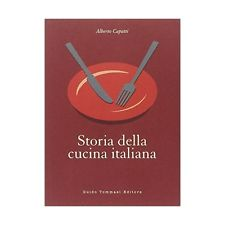 Alberto Capatti
Storia della
cucina italiana
Guido Tommasi Editore